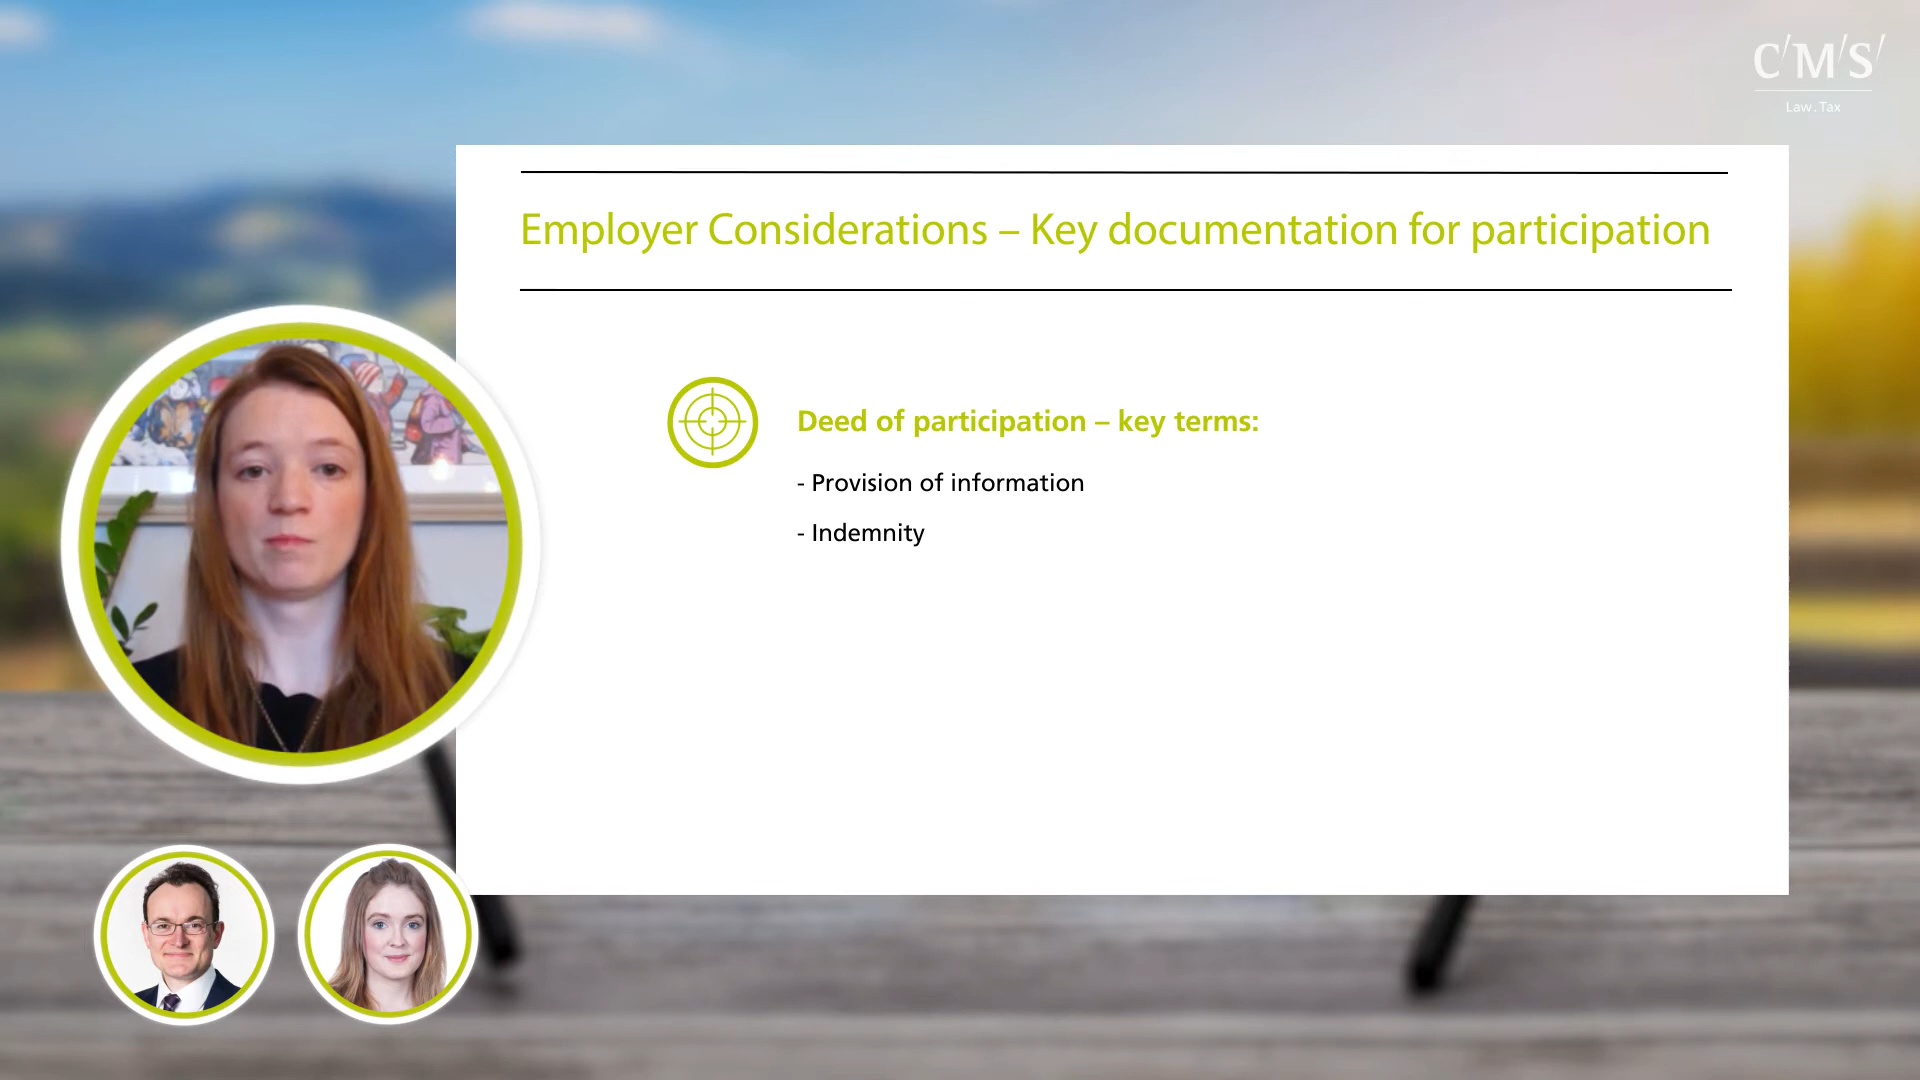 C/M/S/
Law.Tax
Employer Considerations – Key documentation for participation
Deed of participation – key terms:
- Provision of information
- Indemnity